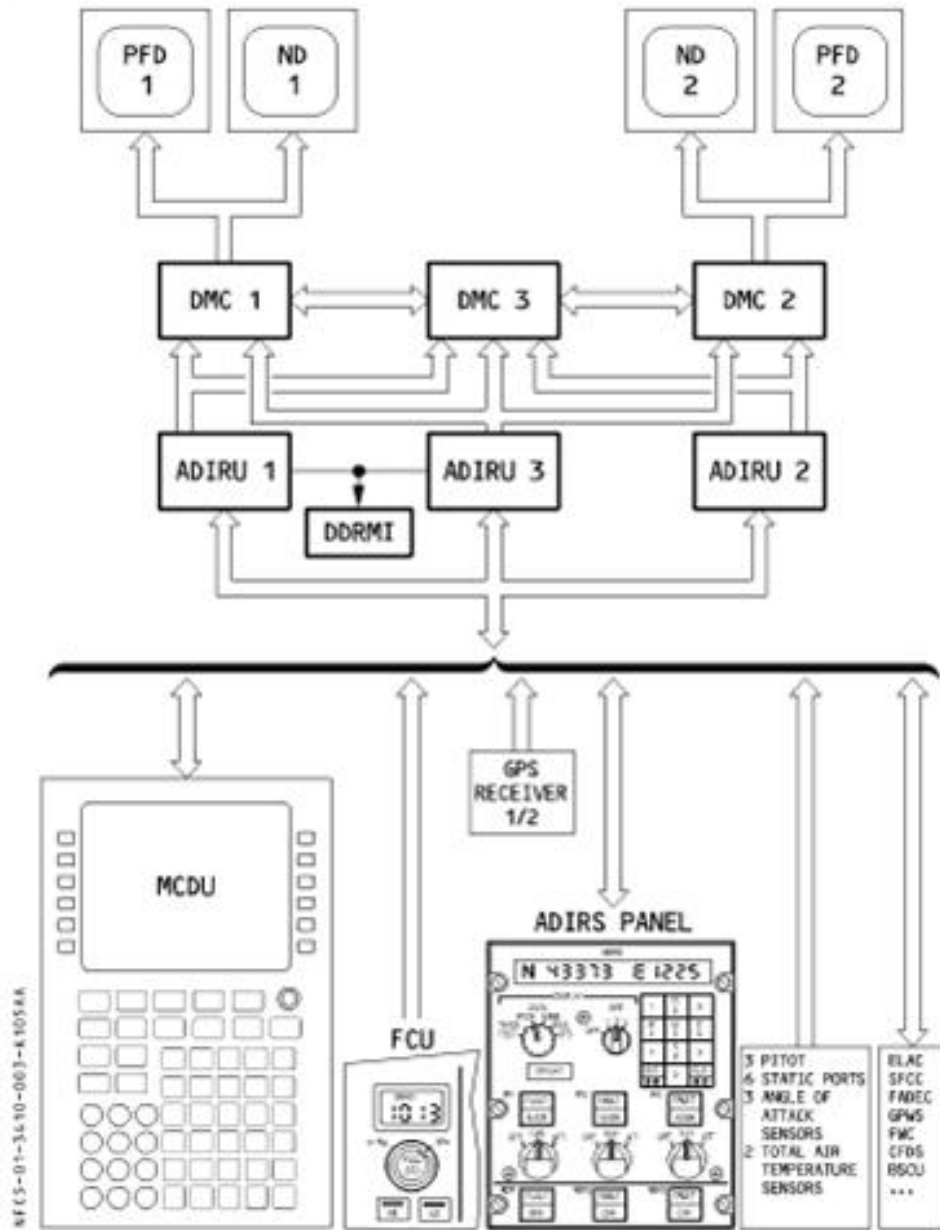 PFD
1
ND
1
ND
2
PFD
2
DMC 1
DMC 3
DMC 2
ADIRU 1
ADIRU 3
ADIRU 2
DDRMI
GPS
RECEIVER
1/2
MCDU
ADIRS PANEL
N 43373 E 1225
FCU
1013
3 PITOT
6 STATIC PORTS
3 ANGLE OF
ATTACK
SENSORS
2 TOTAL AIR
TEMPERATURE
SENSORS
ELAC
SFCC
FADEC
GPWS
FWC
CFDS
BSCU
...